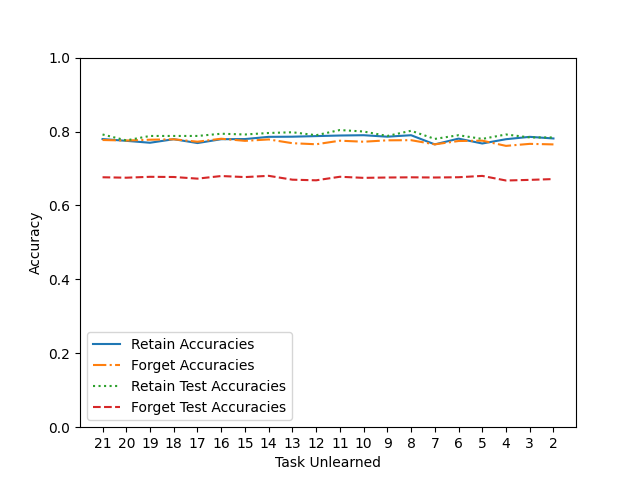 1.0
0.8
0.6
0.4
0.2
0.0
Accuracy
Retain Accuracies
Forget Accuracies
Retain Test Accuracies
Forget Test Accuracies
21 20 19 18 17 16 15 14 13 12 11 10 9 8 7 6 5 4 3 2
Task Unlearned